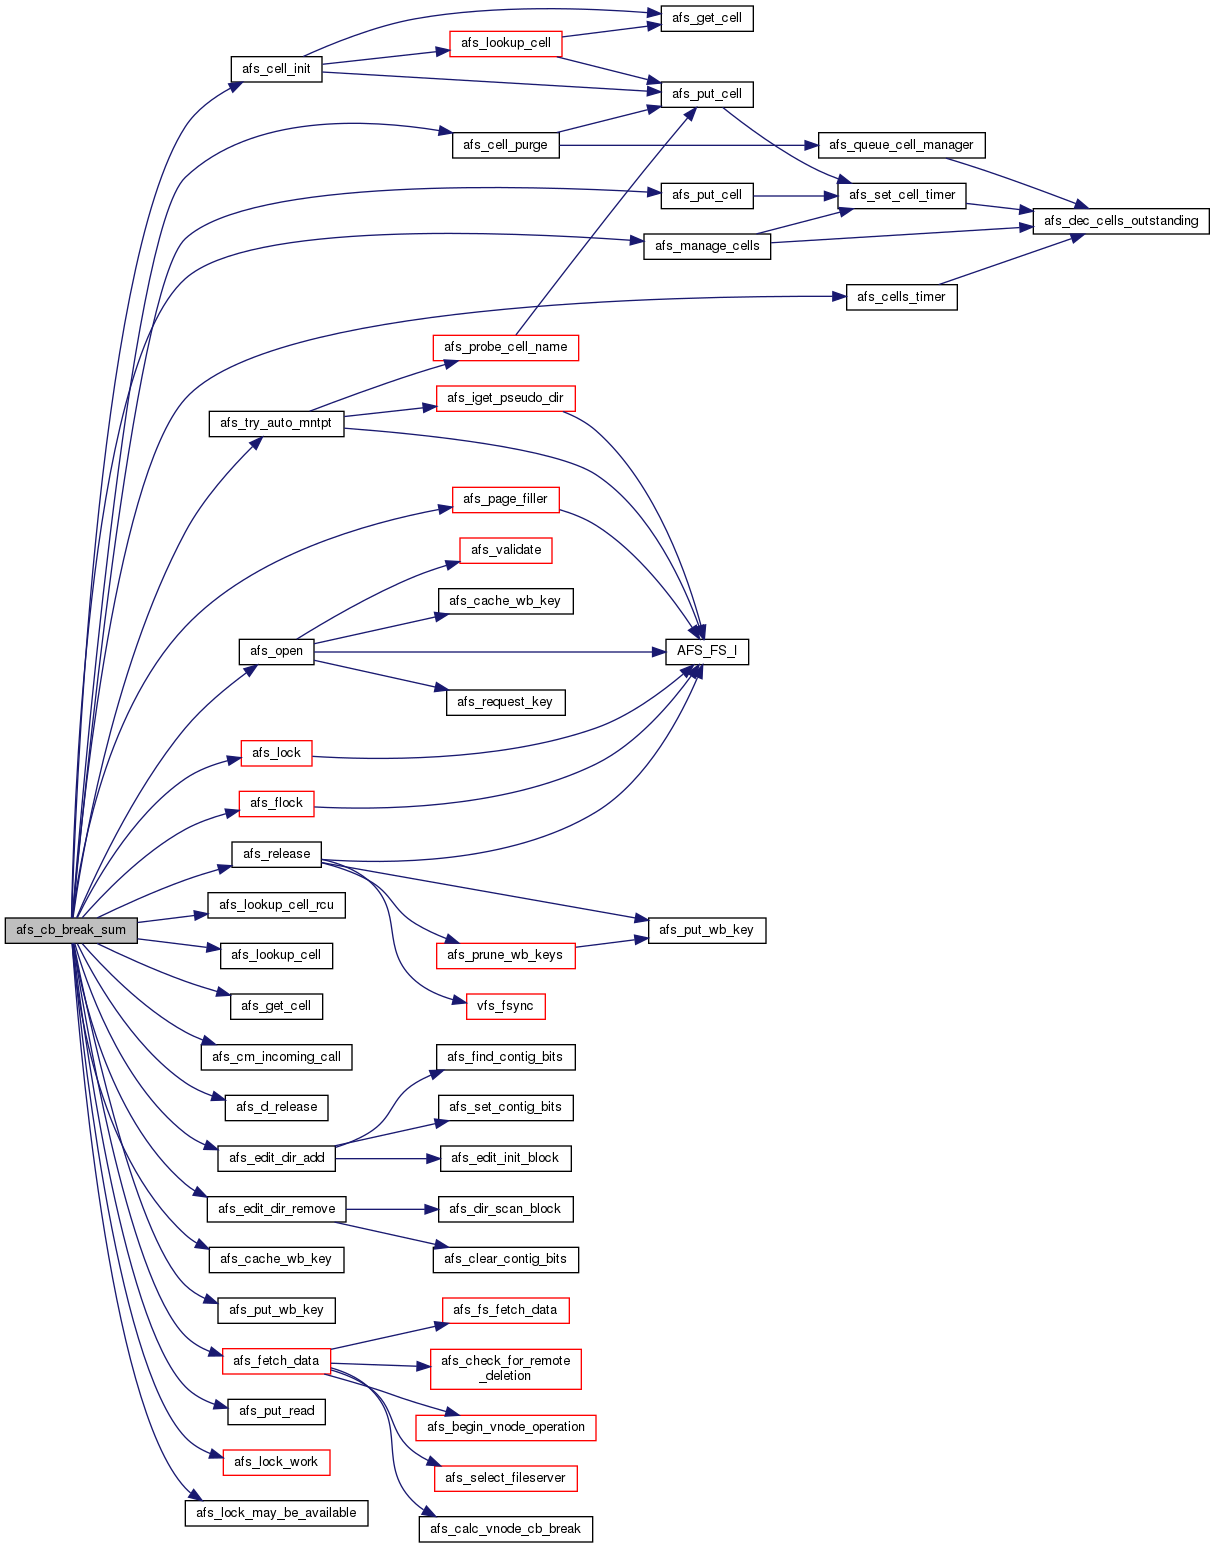 afs_get_cell
afs_lookup_cell
afs_cell_init
afs_put_cell
afs_cell_purge
afs_queue_cell_manager
afs_put_cell
afs_set_cell_timer
afs_dec_cells_outstanding
afs_manage_cells
afs_cells_timer
afs_probe_cell_name
afs_iget_pseudo_dir
afs_try_auto_mntpt
afs_page_filler
afs_validate
afs_cache_wb_key
afs_open
AFS_FS_I
afs_request_key
afs_lock
afs_flock
afs_release
afs_lookup_cell_rcu
afs_cb_break_sum
afs_put_wb_key
afs_lookup_cell
afs_prune_wb_keys
afs_get_cell
vfs_fsync
afs_cm_incoming_call
afs_find_contig_bits
afs_d_release
afs_set_contig_bits
afs_edit_dir_add
afs_edit_init_block
afs_edit_dir_remove
afs_dir_scan_block
afs_cache_wb_key
afs_clear_contig_bits
afs_put_wb_key
afs_fs_fetch_data
afs_fetch_data
afs_check_for_remote
_deletion
afs_put_read
afs_begin_vnode_operation
afs_lock_work
afs_select_fileserver
afs_lock_may_be_available
afs_calc_vnode_cb_break